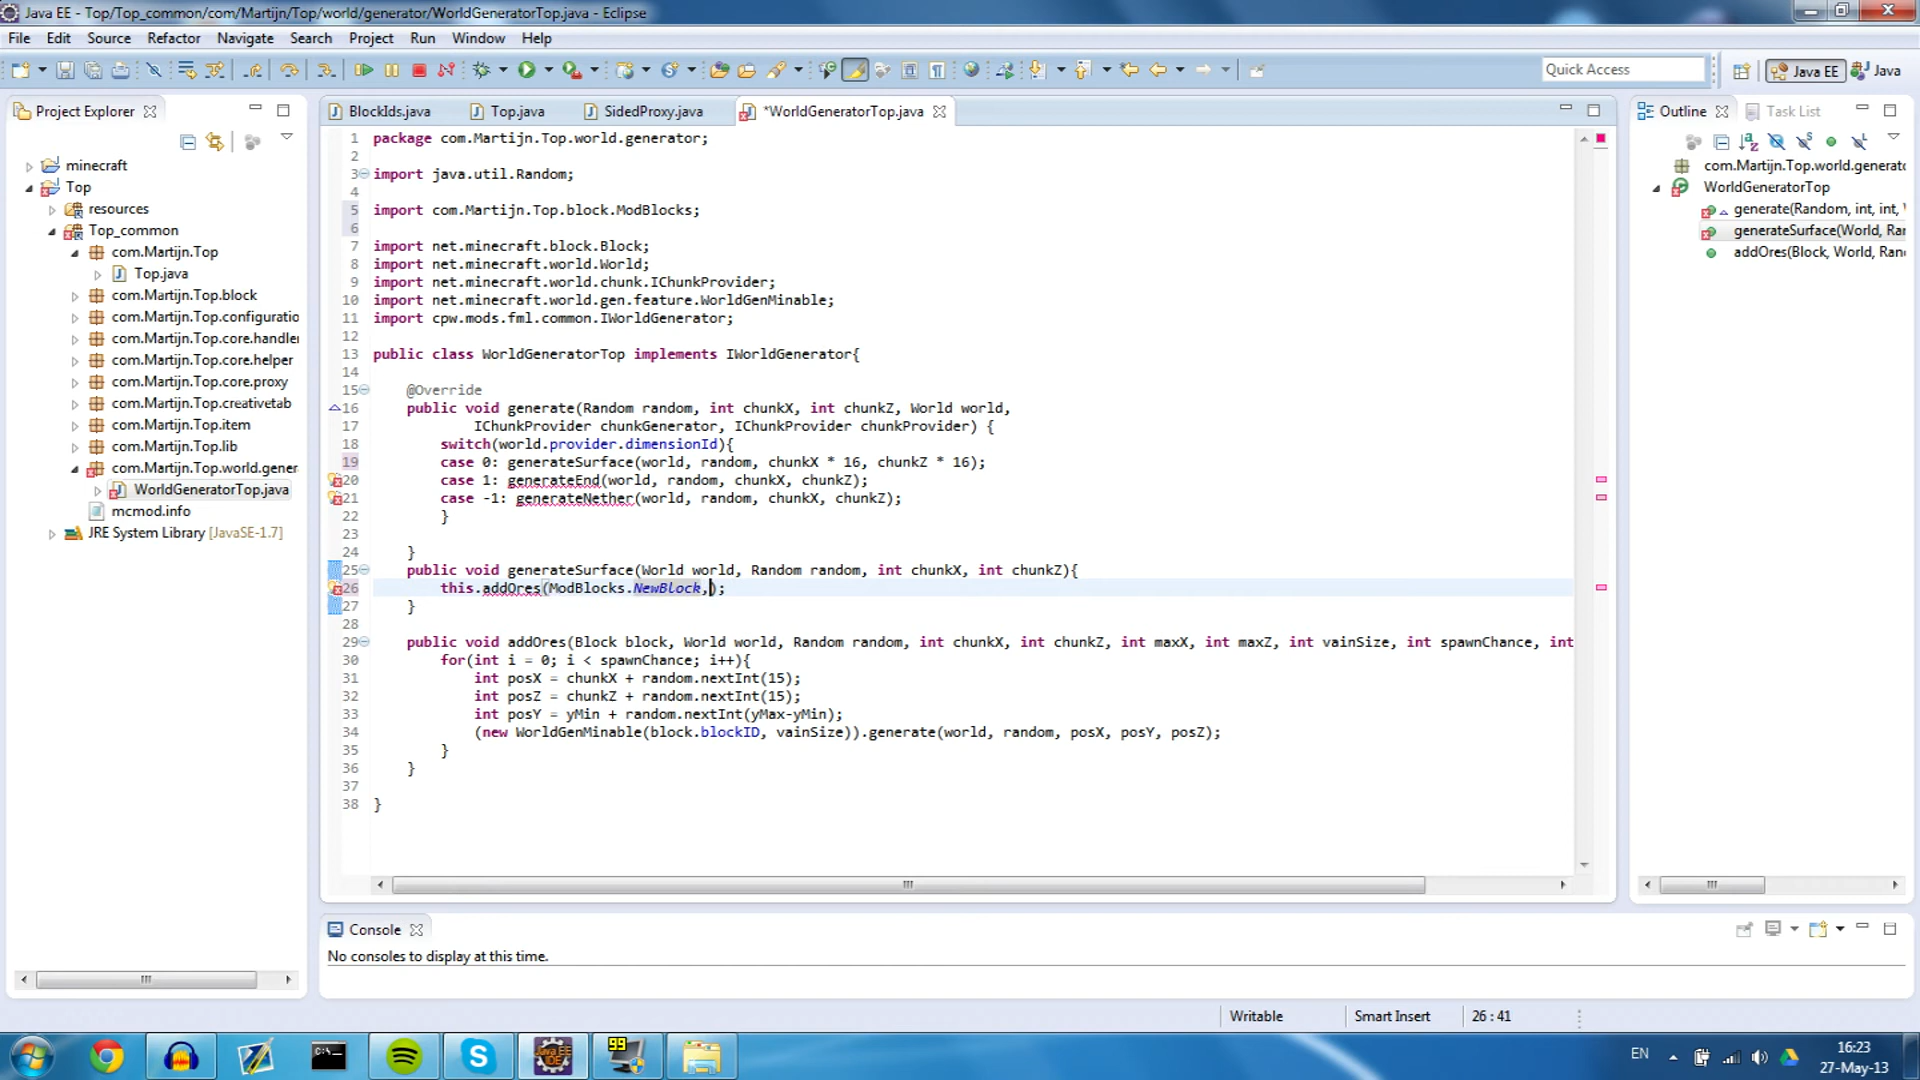 Java EE - Top/Top_common/com/Martijn/Top/world/generator/WorldGeneratorTop.java - Eclipse
File Edit Source Refactor Navigate Search Project Run Window Help
Quick Access
Java EE
Java
Project Explorer
minecraft
Top
resources
Top_common
com.Martijn.Top
Top.java
com.Martijn.Top.block
com.Martijn.Top.configuratio
com.Martijn.Top.core.handler
com.Martijn.Top.core.helper
com.Martijn.Top.core.proxy
com.Martijn.Top.creativetab
com.Martijn.Top.item
com.Martijn.Top.lib
com.Martijn.Top.world.gener
WorldGeneratorTop.java
mcmod.info
JRE System Library [JavaSE-1.7]
BlockIds.java
Top.java
SidedProxy.java
*WorldGeneratorTop.java
1 package com.Martijn.Top.world.generator;
2
3 import java.util.Random;
4
5 import com.Martijn.Top.block.ModBlocks;
6
7 import net.minecraft.block.Block;
8 import net.minecraft.world.World;
9 import net.minecraft.world.chunk.IChunkProvider;
10 import net.minecraft.world.gen.feature.WorldGenMinable;
11 import cpw.mods.fml.common.IWorldGenerator;
12
13 public class WorldGeneratorTop implements IWorldGenerator{
14
15 @Override
16 public void generate(Random random, int chunkX, int chunkZ, World world,
17 IChunkProvider chunkGenerator, IChunkProvider chunkProvider) {
18 switch(world.provider.dimensionId){
19 case 0: generateSurface(world, random, chunkX * 16, chunkZ * 16);
20 case 1: generateEnd(world, random, chunkX, chunkZ);
21 case -1: generateNether(world, random, chunkX, chunkZ);
22 }
23
24 }
25 public void generateSurface(World world, Random random, int chunkX, int chunkZ){
26 this.addOres(ModBlocks.NewBlock,);
27 }
28
29 public void addOres(Block block, World world, Random random, int chunkX, int chunkZ, int maxX, int maxZ, int vainSize, int spawnChance, int
30 for(int i = 0; i < spawnChance; i++){
31 int posX = chunkX + random.nextInt(15);
32 int posZ = chunkZ + random.nextInt(15);
33 int posY = yMin + random.nextInt(yMax-yMin);
34 (new WorldGenMinable(block.blockID, vainSize)).generate(world, random, posX, posY, posZ);
35 }
36 }
37
38 }
Outline
Task List
com.Martijn.Top.world.generato
WorldGeneratorTop
generate(Random, int, int, W
generateSurface(World, Ran
addOres(Block, World, Rand
Console
No consoles to display at this time.
Writable
Smart Insert
26 : 41
C:\_
Java EE
IDE
99
EN
16:23
27-May-13